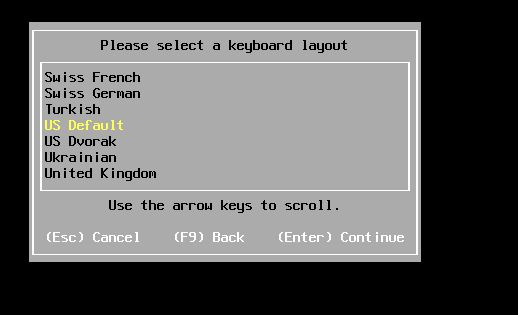 Please select a keyboard layout
Swiss French
Swiss German
Turkish
US Default
US Dvorak
Ukrainian
United Kingdom
Use the arrow keys to scroll.
(Esc) Cancel (F9) Back (Enter) Continue